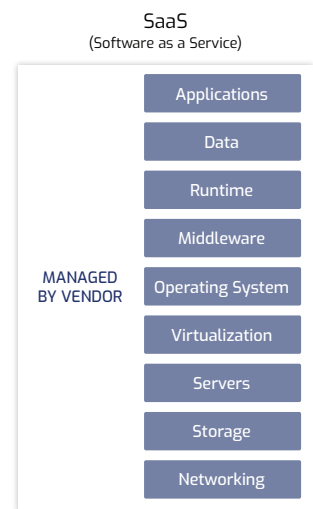 SaaS
(Software as a Service)
Applications
Data
Runtime
Middleware
MANAGED
BY VENDOR
Operating System
Virtualization
Servers
Storage
Networking